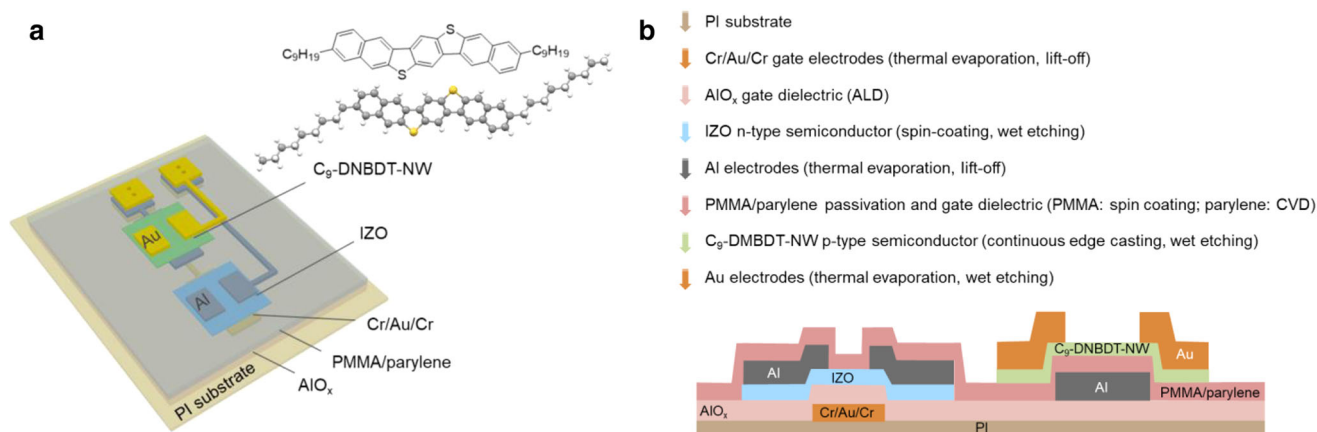 a
S
C₉H₁₉
C₉H₁₉
S
C₉-DNBDT-NW
Au
IZO
Al
Cr/Au/Cr
PMMA/parylene
AlOₓ
PI substrate
b
PI substrate
Cr/Au/Cr gate electrodes (thermal evaporation, lift-off)
AlOₓ gate dielectric (ALD)
IZO n-type semiconductor (spin-coating, wet etching)
Al electrodes (thermal evaporation, lift-off)
PMMA/parylene passivation and gate dielectric (PMMA: spin coating; parylene: CVD)
C₉-DMBDT-NW p-type semiconductor (continuous edge casting, wet etching)
Au electrodes (thermal evaporation, wet etching)
C₉-DNBDT-NW
Au
Al
IZO
Al
PMMA/parylene
AlOₓ
Cr/Au/Cr
PI